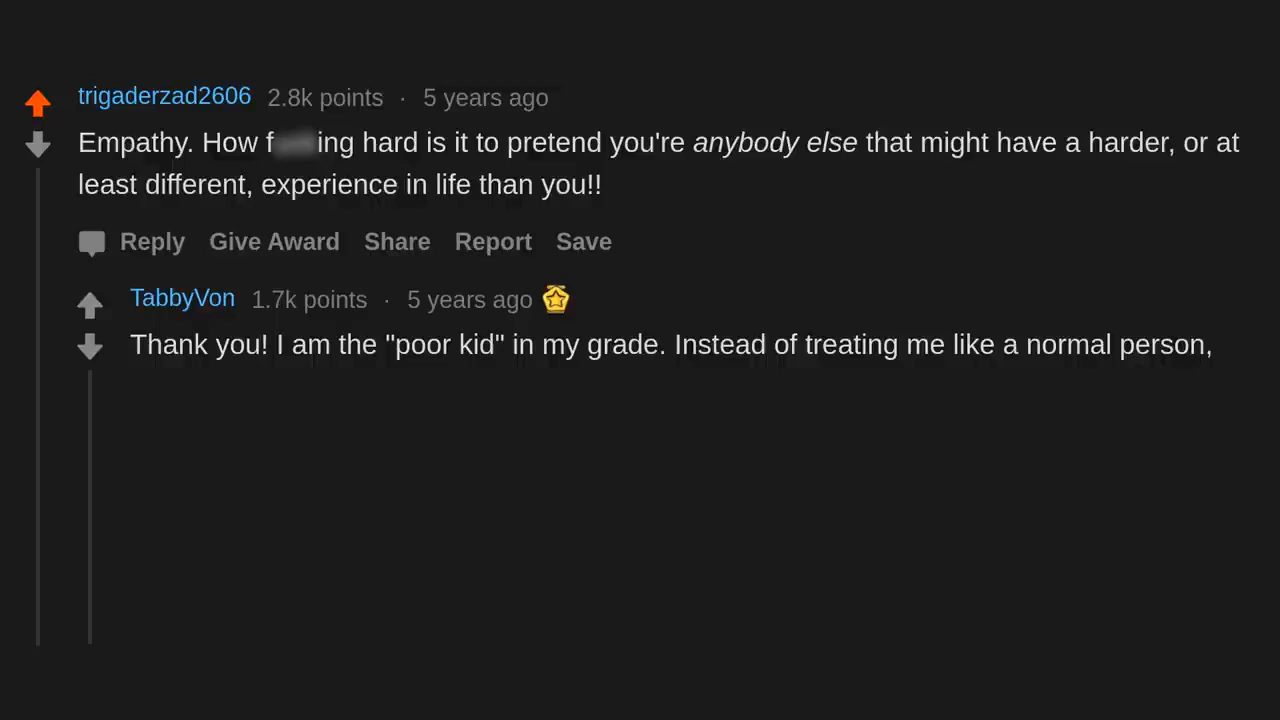 trigaderzad2606 2.8k points · 5 years ago
Empathy. How f ing hard is it to pretend you're anybody else that might have a harder, or at
least different, experience in life than you!!
Reply Give Award Share Report Save
TabbyVon 1.7k points · 5 years ago
Thank you! I am the "poor kid" in my grade. Instead of treating me like a normal person,